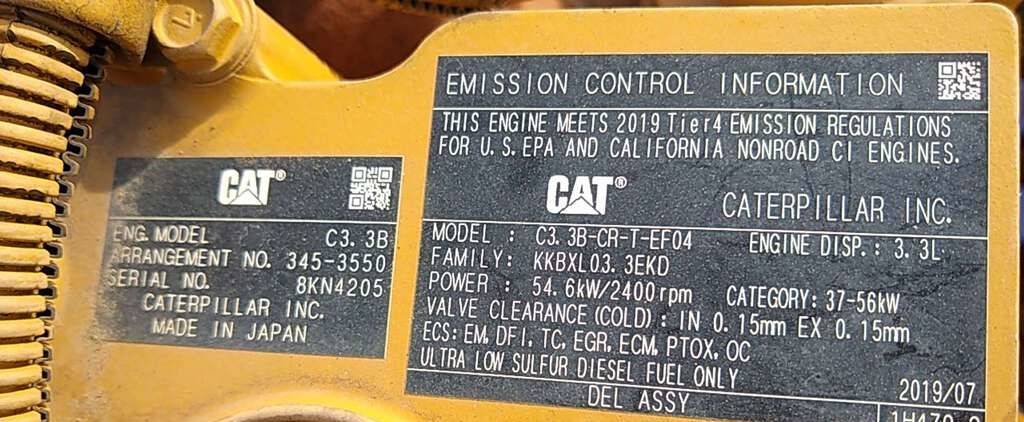 CAT®
ENG. MODEL C3.3B
ARRANGEMENT NO. 345-3550
SERIAL NO. 8KN4205
CATERPILLAR INC.
MADE IN JAPAN
EMISSION CONTROL INFORMATION
THIS ENGINE MEETS 2019 Tier4 EMISSION REGULATIONS
FOR U.S.EPA AND CALIFORNIA NONROAD CI ENGINES.
CAT® CATERPILLAR INC.
MODEL : C3.3B-CR-T-EF04 ENGINE DISP.: 3.3L
FAMILY: KKBXL03.3EKD
POWER : 54.6kW/2400rpm CATEGORY: 37-56kW
VALVE CLEARANCE (COLD) : IN 0.15mm EX 0.15mm
ECS: EM, DFI, TC, EGR, ECM, PTOX, OC
ULTRA LOW SULFUR DIESEL FUEL ONLY
2019/07
DEL ASSY